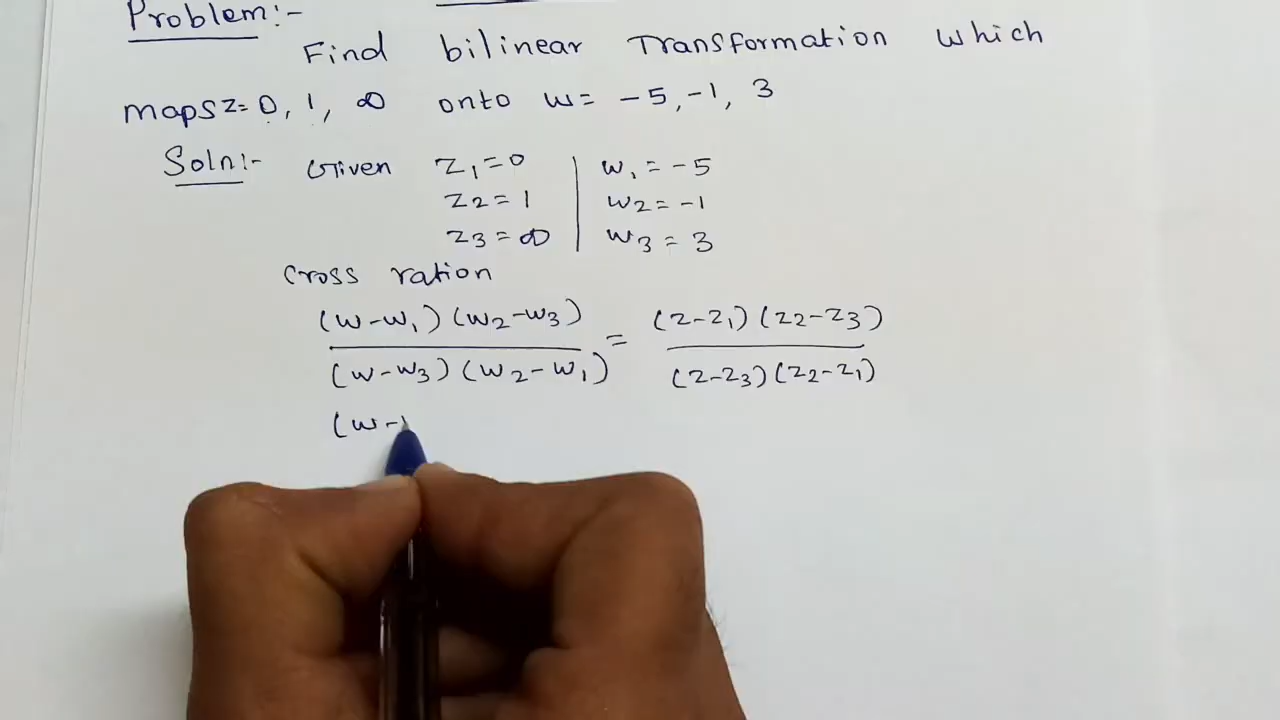 Problem:-
Find bilinear Transformation which
maps z= 0, 1, ∞ onto w= -5, -1, 3
Soln:- Given z₁=0 | w₁=-5
z₂=1 | w₂=-1
z₃=∞ | w₃=3
Cross ration
(w-w₁)(w₂-w₃) / (w-w₃)(w₂-w₁) = (z-z₁)(z₂-z₃) / (z-z₃)(z₂-z₁)
(w-